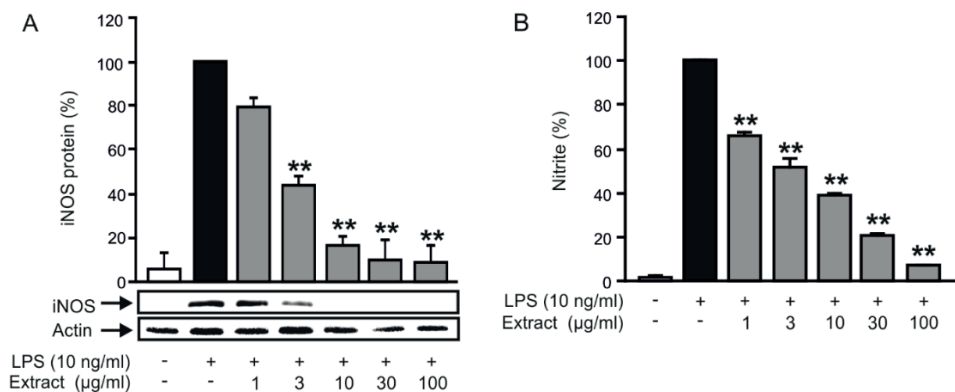 A
iNOS protein (%)
100
80
60
40
20
0
**
**
**
**
iNOS
Actin
LPS (10 ng/ml) - + + + + + +
Extract (µg/ml) - - 1 3 10 30 100
B
Nitrite (%)
100
80
60
40
20
0
**
**
**
**
**
LPS (10 ng/ml) - + + + + + +
Extract (µg/ml) - - 1 3 10 30 100